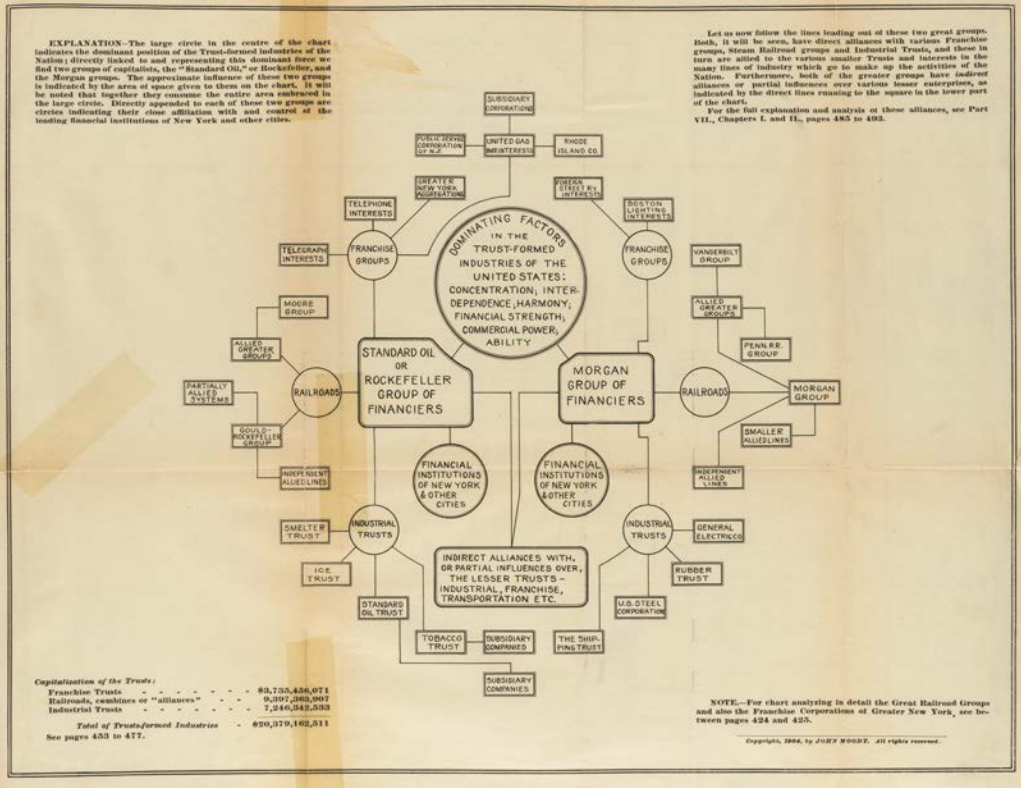 EXPLANATION—The large circle in the centre of the chart
indicates the dominant position of the Trust-formed industries of the
Nation; directly linked to and representing this dominant force we
find two groups of capitalists, the "Standard Oil," or Rockefeller, and
the Morgan groups. The approximate influence of these two groups
is indicated by the area of space given to them on the chart. It will
be noted that together they consume the entire area embraced in
the large circle. Directly appended to each of these two groups are
circles indicating their close affiliation with and control of the
leading financial institutions of New York and other cities.
Let us now follow the lines leading out of these two great groups.
Both, it will be seen, have direct alliances with various Franchise
groups, Steam Railroad groups and Industrial Trusts, and these in
turn are allied to the various smaller Trusts and interests in the
many lines of industry which go to make up the activities of the
Nation. Furthermore, both of the greater groups have indirect
alliances or partial influences over various lesser enterprises, as
indicated by the direct lines running to the square in the lower part
of the chart.
For the full explanation and analysis of these alliances, see Part
VII., Chapters I. and II., pages 485 to 493.
SUBSIDIARY
CORPORATIONS
PUBLIC SERVICE
CORPORATION
OF N.J.
UNITED GAS
IMP. INTERESTS
RHODE
ISLAND CO.
GREATER
NEW YORK
AGGREGATIONS
FOREIGN
STREET RY.
INTERESTS
TELEPHONE
INTERESTS
BOSTON
LIGHTING
INTERESTS
TELEGRAPH
INTERESTS
FRANCHISE
GROUPS
DOMINATING FACTORS
IN THE
TRUST-FORMED
INDUSTRIES OF THE
UNITED STATES:
CONCENTRATION; INTER-
DEPENDENCE; HARMONY;
FINANCIAL STRENGTH;
COMMERCIAL POWER;
ABILITY
FRANCHISE
GROUPS
VANDERBILT
GROUP
MOORE
GROUP
ALLIED
GREATER
GROUPS
ALLIED
GREATER
GROUPS
PENN.R.R.
GROUP
STANDARD OIL
OR
ROCKEFELLER
GROUP OF
FINANCIERS
MORGAN
GROUP OF
FINANCIERS
PARTIALLY
ALLIED
SYSTEMS
RAILROADS
RAILROADS
MORGAN
GROUP
GOULD-
ROCKEFELLER
GROUP
SMALLER
ALLIED LINES
INDEPENDENT
ALLIED LINES
FINANCIAL
INSTITUTIONS
OF NEW YORK
& OTHER
CITIES
FINANCIAL
INSTITUTIONS
OF NEW YORK
& OTHER
CITIES
INDEPENDENT
ALLIED
LINES
SMELTER
TRUST
INDUSTRIAL
TRUSTS
INDUSTRIAL
TRUSTS
GENERAL
ELECTRIC CO
ICE
TRUST
INDIRECT ALLIANCES WITH,
OR PARTIAL INFLUENCES OVER,
THE LESSER TRUSTS —
INDUSTRIAL, FRANCHISE,
TRANSPORTATION ETC.
RUBBER
TRUST
STANDARD
OIL TRUST
U.S. STEEL
CORPORATION
TOBACCO
TRUST
SUBSIDIARY
COMPANIES
THE SHIP-
PING TRUST
SUBSIDIARY
COMPANIES
Capitalization of the Trusts:
Franchise Trusts - - - - - - - $3,735,456,071
Railroads, combines or "alliances" - - 9,397,363,907
Industrial Trusts - - - - - - - 7,246,342,533
Total of Trusts-formed Industries - $20,379,162,511
See pages 453 to 477.
NOTE.—For chart analyzing in detail the Great Railroad Groups
and also the Franchise Corporations of Greater New York, see be-
tween pages 424 and 425.
Copyright, 1904, by JOHN MOODY. All rights reserved.